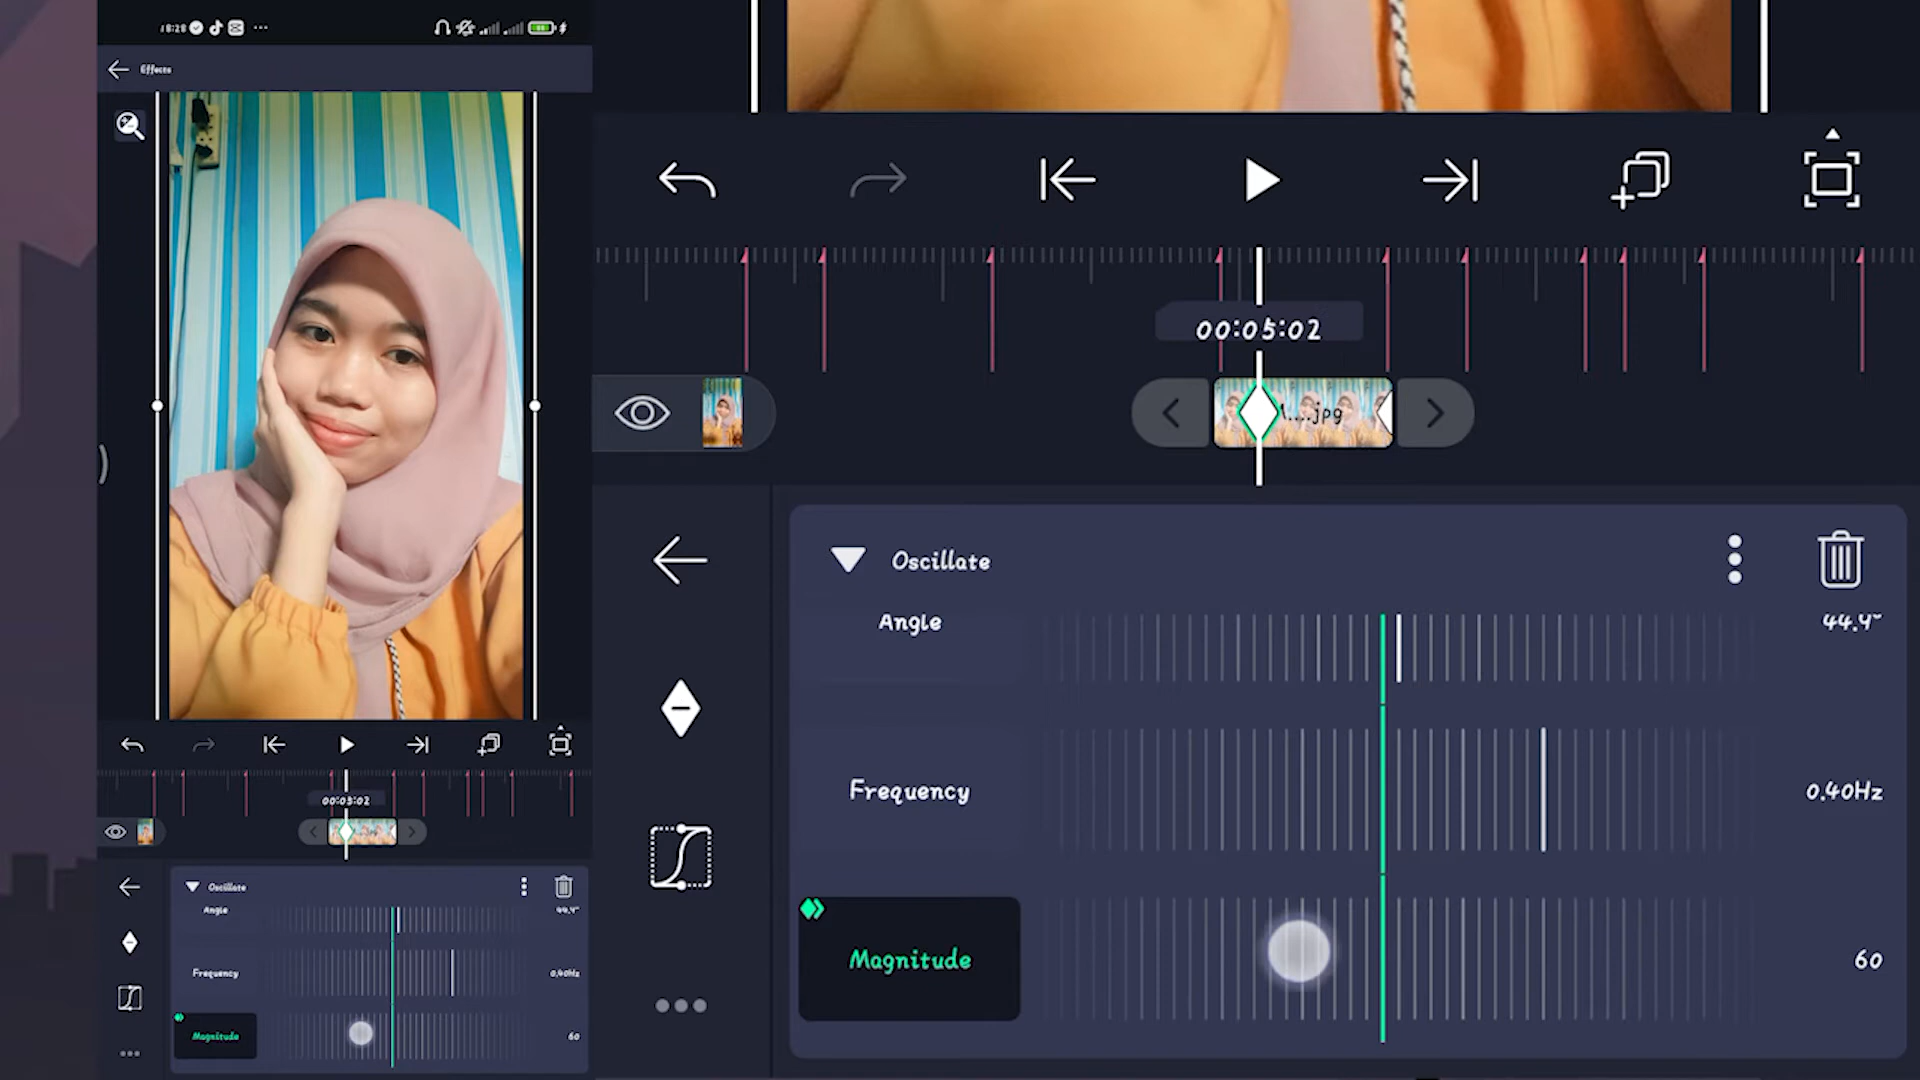 18:28
Effects
00:05:02
Oscillate
Angle
44.4°
Frequency
0.40Hz
Magnitude
60
00:05:02
....jpg
Oscillate
Angle
44.4°
Frequency
0.40Hz
Magnitude
60